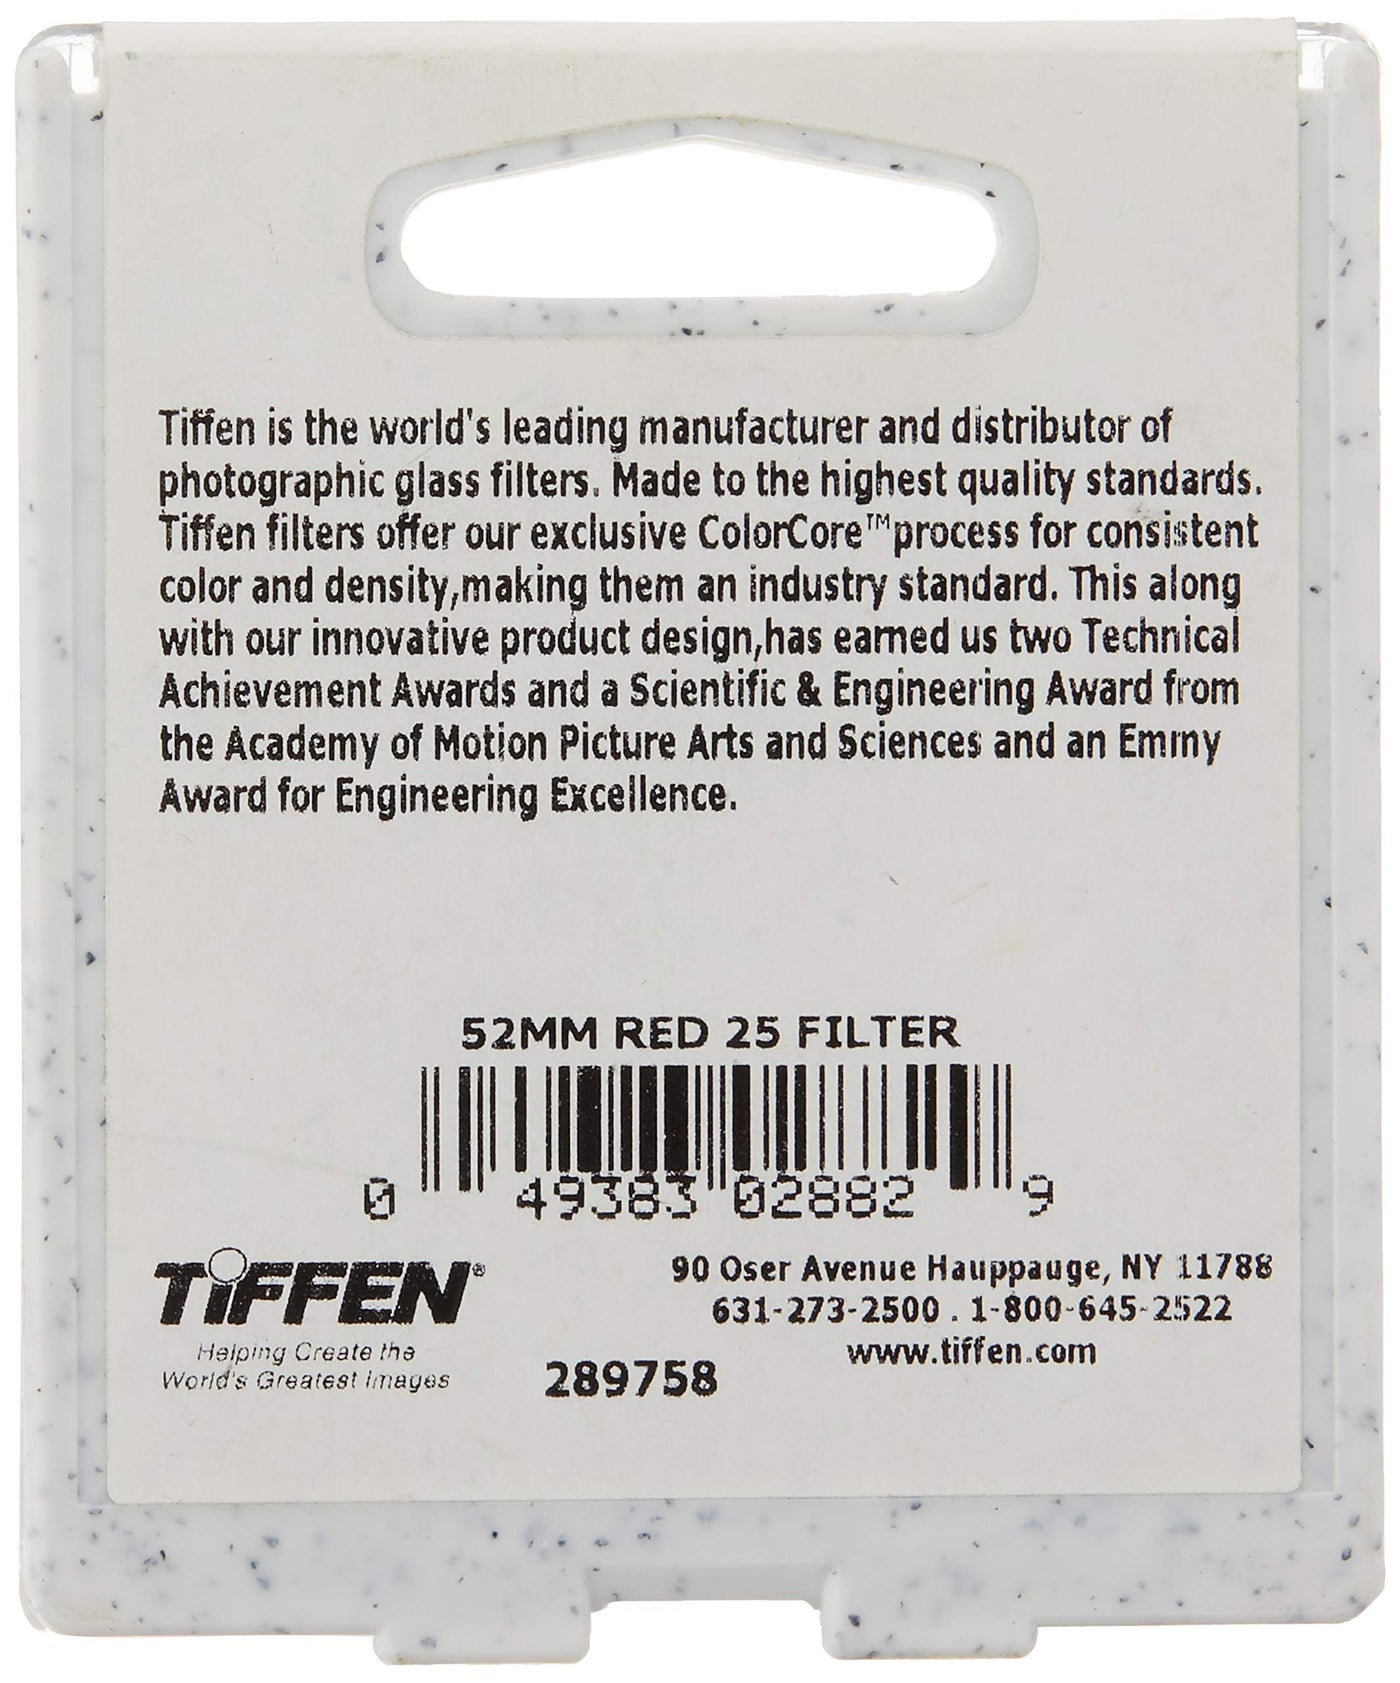 Tiffen is the world's leading manufacturer and distributor of
photographic glass filters. Made to the highest quality standards.
Tiffen filters offer our exclusive ColorCore™process for consistent
color and density,making them an industry standard. This along
with our innovative product design,has earned us two Technical
Achievement Awards and a Scientific & Engineering Award from
the Academy of Motion Picture Arts and Sciences and an Emmy
Award for Engineering Excellence.
52MM RED 25 FILTER
0 49383 02882 9
TiFFEN®
Helping Create the
World's Greatest Images
289758
90 Oser Avenue Hauppauge, NY 11788
631-273-2500 . 1-800-645-2522
www.tiffen.com